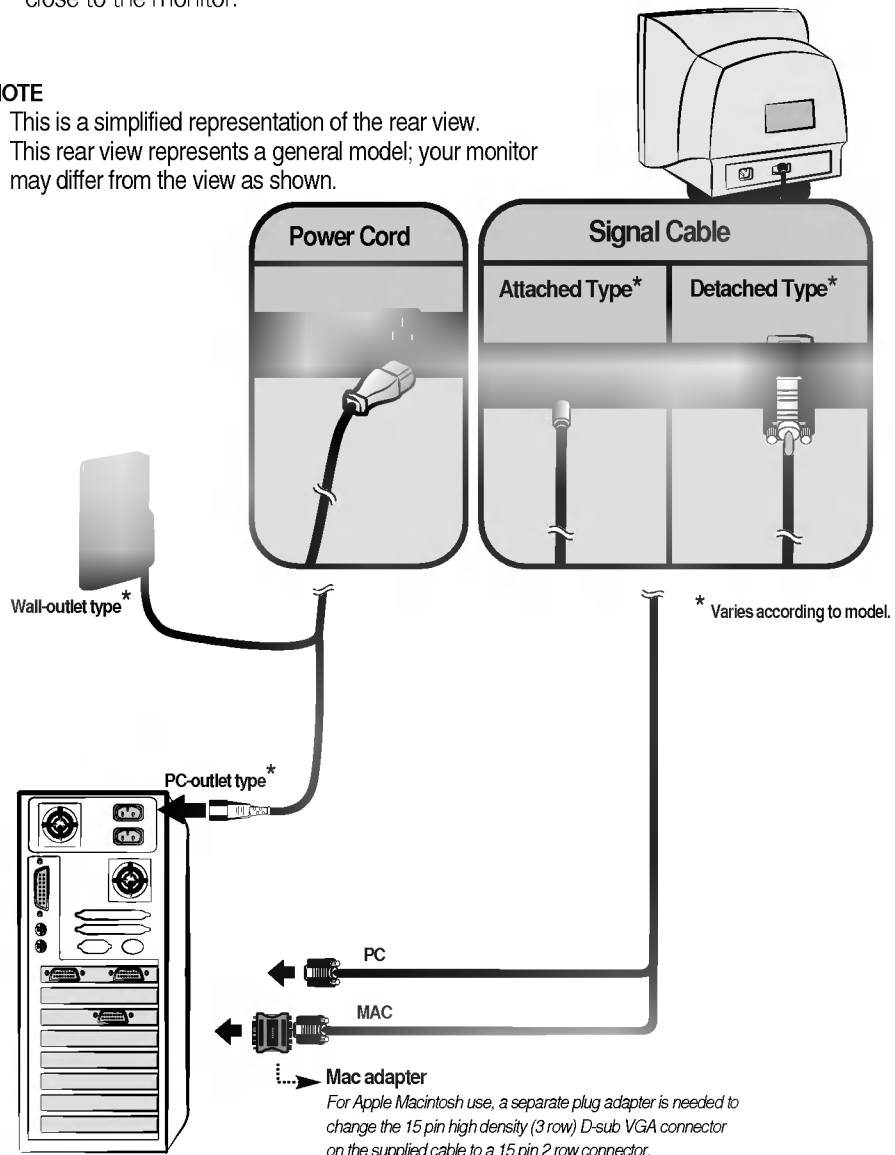 close to the monitor.
NOTE
This is a simplified representation of the rear view.
This rear view represents a general model; your monitor
may differ from the view as shown.
Power Cord
Signal Cable
Attached Type*
Detached Type*
Wall-outlet type*
* Varies according to model.
PC-outlet type*
PC
MAC
Mac adapter
For Apple Macintosh use, a separate plug adapter is needed to
change the 15 pin high density (3 row) D-sub VGA connector
on the supplied cable to a 15 pin 2 row connector.